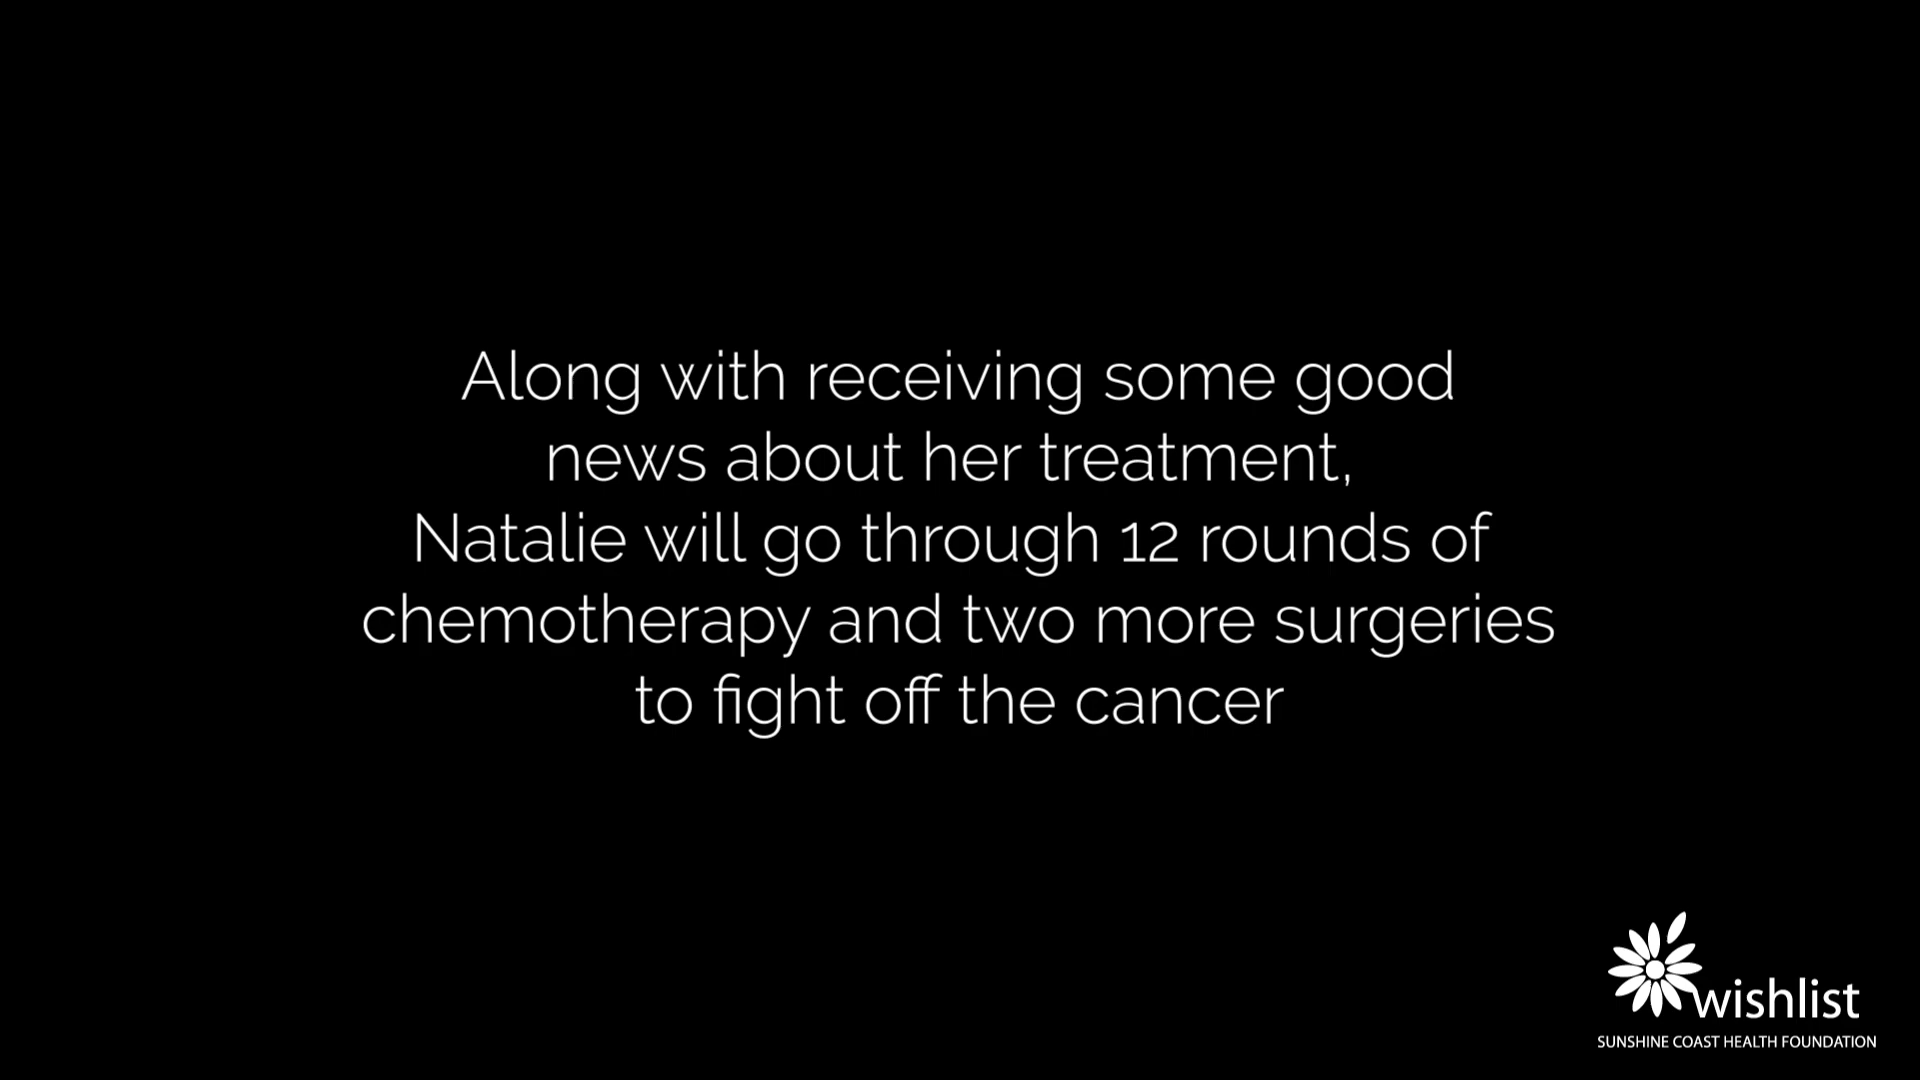 Along with receiving some good
news about her treatment,
Natalie will go through 12 rounds of
chemotherapy and two more surgeries
to fight off the cancer
wishlist
SUNSHINE COAST HEALTH FOUNDATION